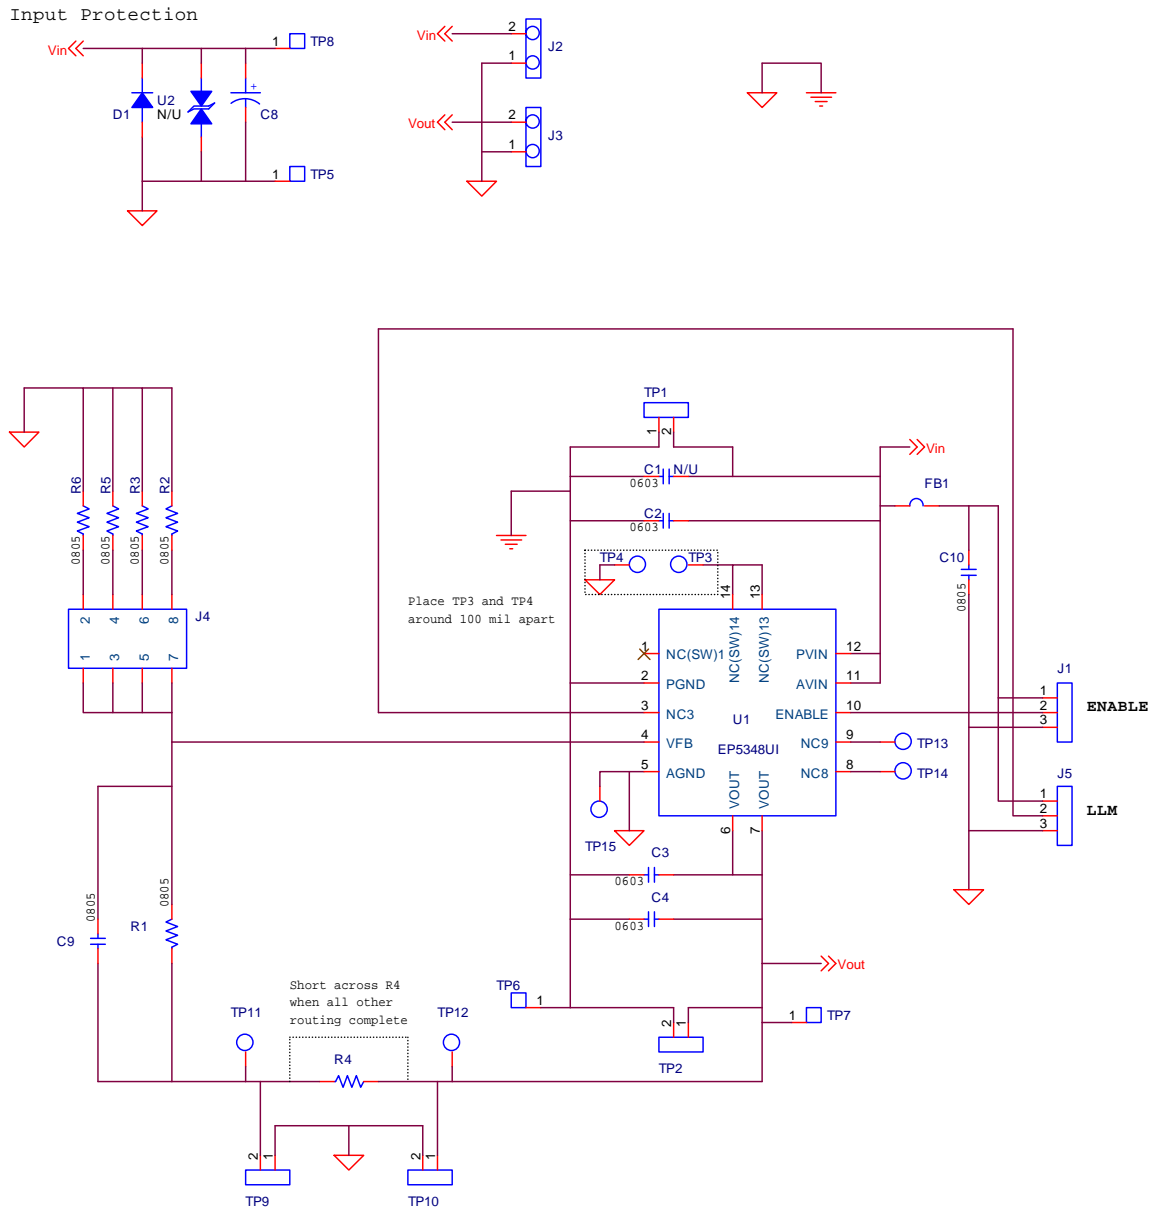 Input Protection
Vin
1
TP8
D1
U2
N/U
C8
1
TP5
Vin
2
1
J2
Vout
2
1
J3
R6
R5
R3
R2
0805
0805
0805
0805
2
4
6
8
J4
1
3
5
7
TP1
1
2
C1
N/U
0603
C2
0603
Vin
FB1
C10
0805
TP4
TP3
Place TP3 and TP4
around 100 mil apart
14
13
1
NC(SW)1
NC(SW)14
NC(SW)13
PVIN
12
2
PGND
AVIN
11
3
NC3
U1
ENABLE
10
4
VFB
EP5348UI
NC9
9
TP13
5
AGND
VOUT
VOUT
NC8
8
TP14
6
7
TP15
J1
1
2
3
ENABLE
J5
1
2
3
LLM
C3
0603
C4
0603
0805
0805
C9
R1
Vout
TP6
1
2
1
TP2
1
TP7
Short across R4
when all other
routing complete
TP11
TP12
R4
2
1
TP9
2
1
TP10